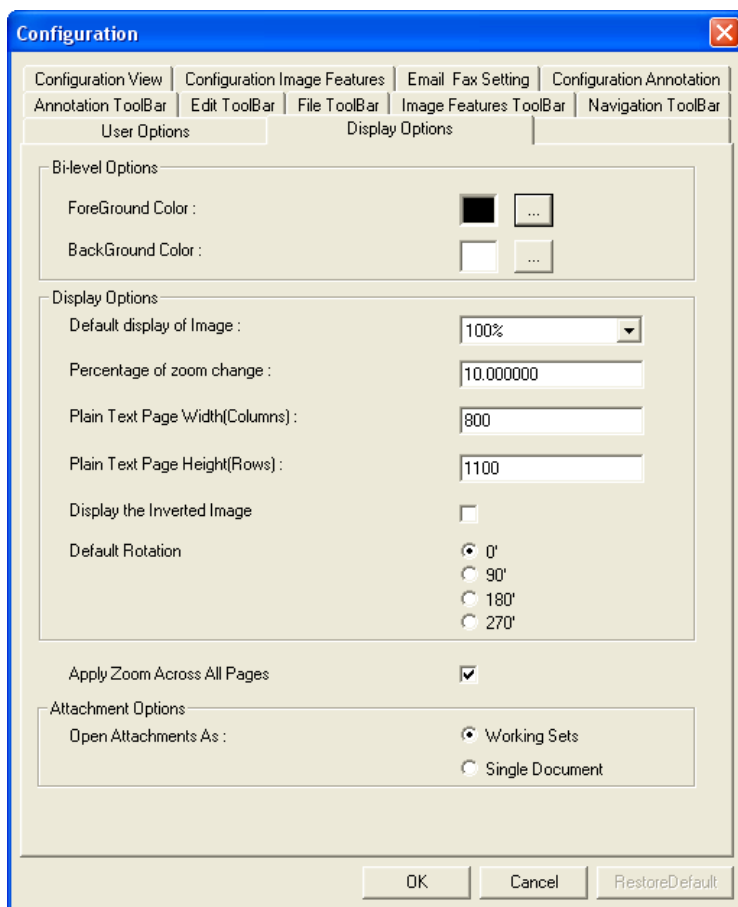 Configuration
Configuration View Configuration Image Features Email Fax Setting Configuration Annotation
Annotation ToolBar Edit ToolBar File ToolBar Image Features ToolBar Navigation ToolBar
User Options Display Options
Bi-level Options
ForeGround Color : ...
BackGround Color : ...
Display Options
Default display of Image : 100%
Percentage of zoom change : 10.000000
Plain Text Page Width(Columns) : 800
Plain Text Page Height(Rows) : 1100
Display the Inverted Image
Default Rotation 0'
90'
180'
270'
Apply Zoom Across All Pages
Attachment Options
Open Attachments As : Working Sets
Single Document
OK Cancel RestoreDefault